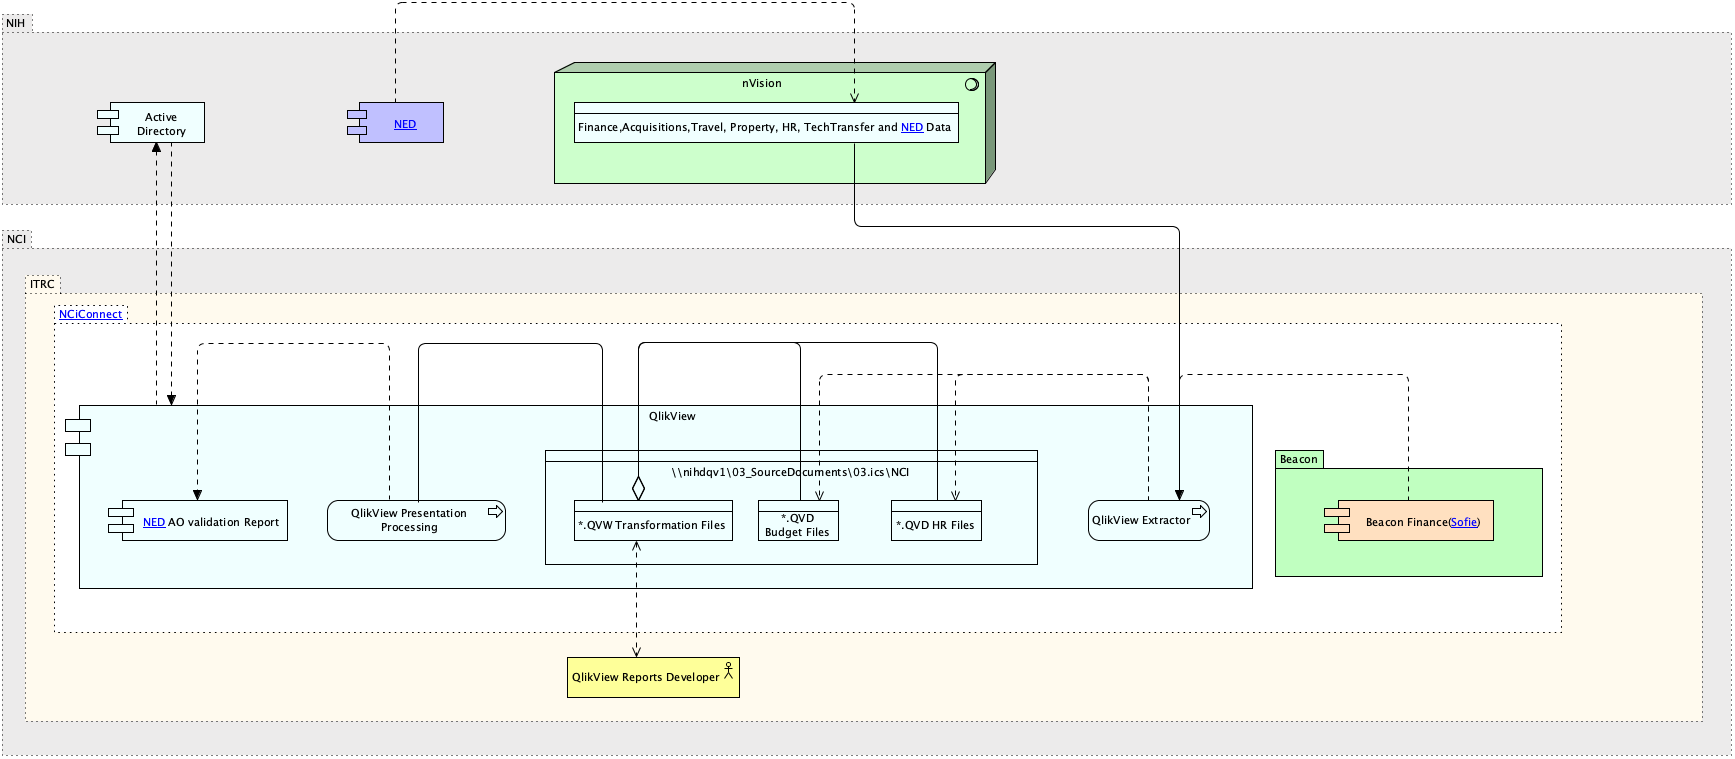 NIH
nVision
Active
Directory
NED
Finance,Acquisitions,Travel, Property, HR, TechTransfer and NED Data
NCI
ITRC
NCiConnect
QlikView
Beacon
\\nihdqv1\03_SourceDocuments\03.ics\NCI
NED AO validation Report
QlikView Presentation
Processing
*.QVW Transformation Files
*.QVD
Budget Files
*.QVD HR Files
QlikView Extractor
Beacon Finance(Sofie)
QlikView Reports Developer